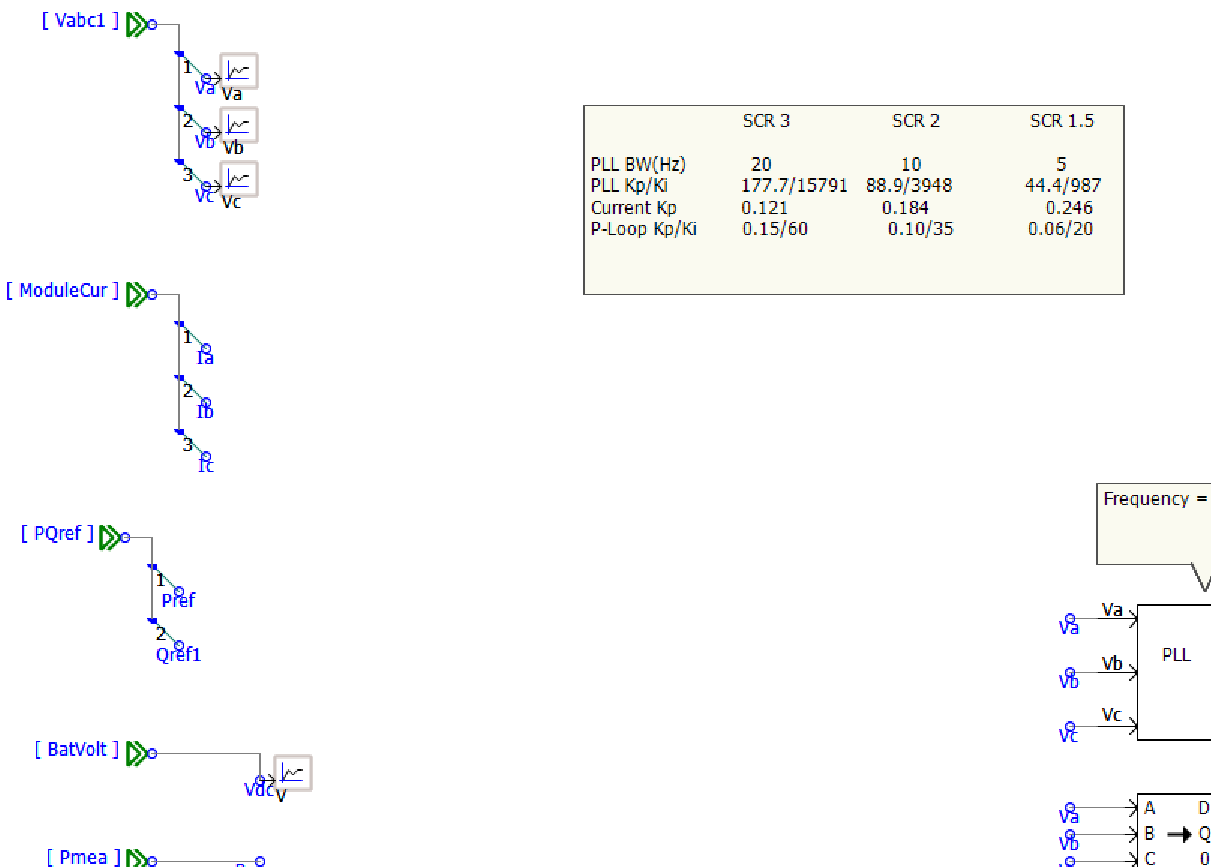 [ Vabc1 ]
1
Va
Va
2
Vb
Vb
3
Vc
Vc
SCR 3 SCR 2 SCR 1.5
PLL BW(Hz) 20 10 5
PLL Kp/Ki 177.7/15791 88.9/3948 44.4/987
Current Kp 0.121 0.184 0.246
P-Loop Kp/Ki 0.15/60 0.10/35 0.06/20
[ ModuleCur ]
1
Ia
2
Ib
3
Ic
[ PQref ]
1
Pref
2
Qref1
Frequency =
Va
Va
PLL
Vb
Vb
Vc
Vc
[ BatVolt ]
Vdc
V
Va
A D
Vb
B Q
C 0
[ Pmea ]